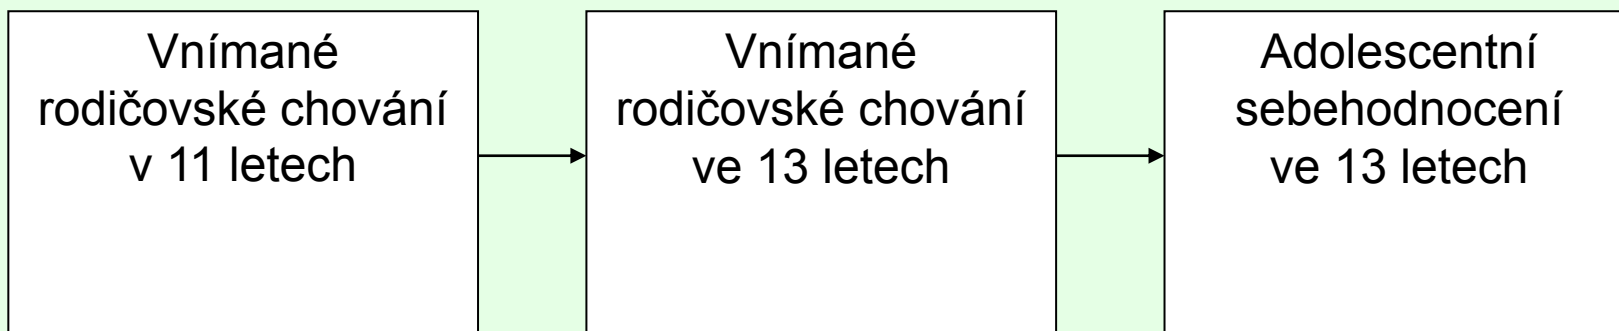 Vnímané
rodičovské chování
v 11 letech
Vnímané
rodičovské chování
ve 13 letech
Adolescentní
sebehodnocení
ve 13 letech